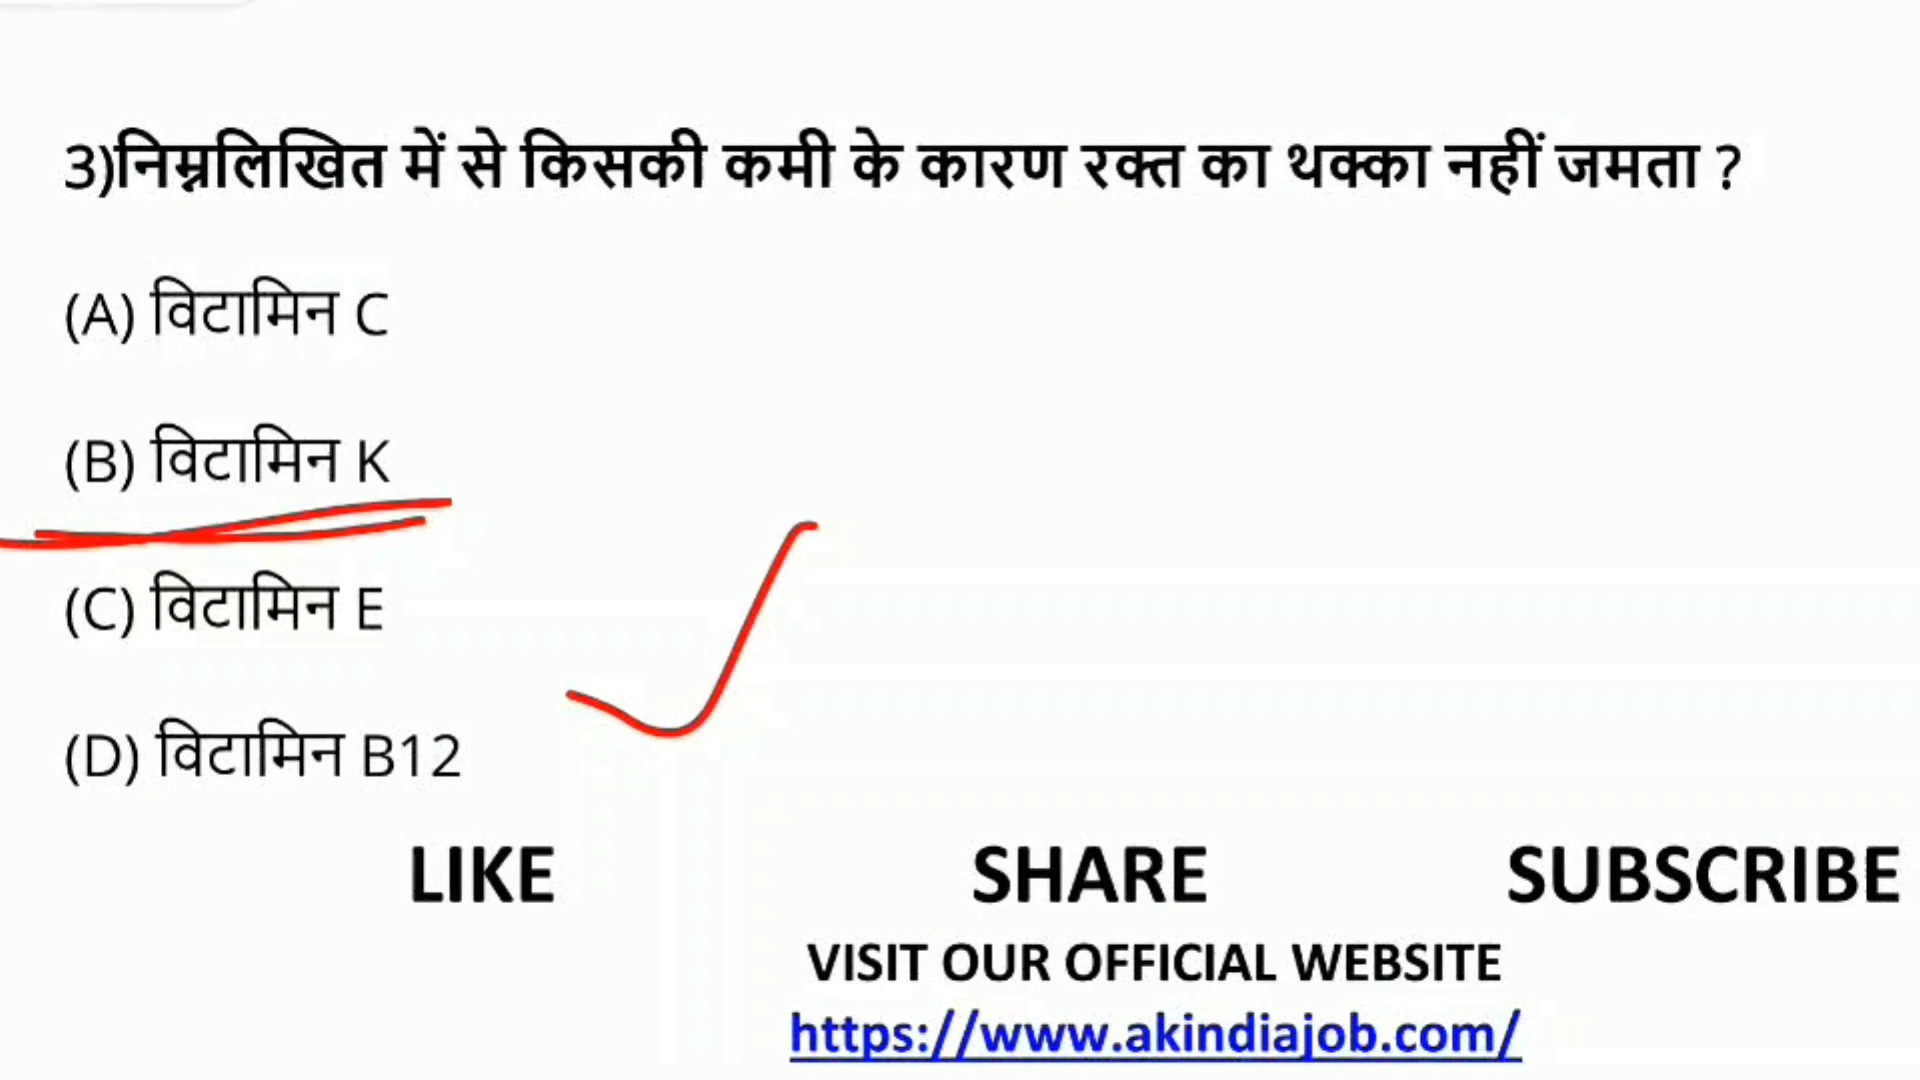 3)निम्नलिखित में से किसकी कमी के कारण रक्त का थक्का नहीं जमता ?
(A) विटामिन C
(B) विटामिन K
(C) विटामिन E
(D) विटामिन B12
LIKE SHARE SUBSCRIBE
VISIT OUR OFFICIAL WEBSITE
https://www.akindiajob.com/